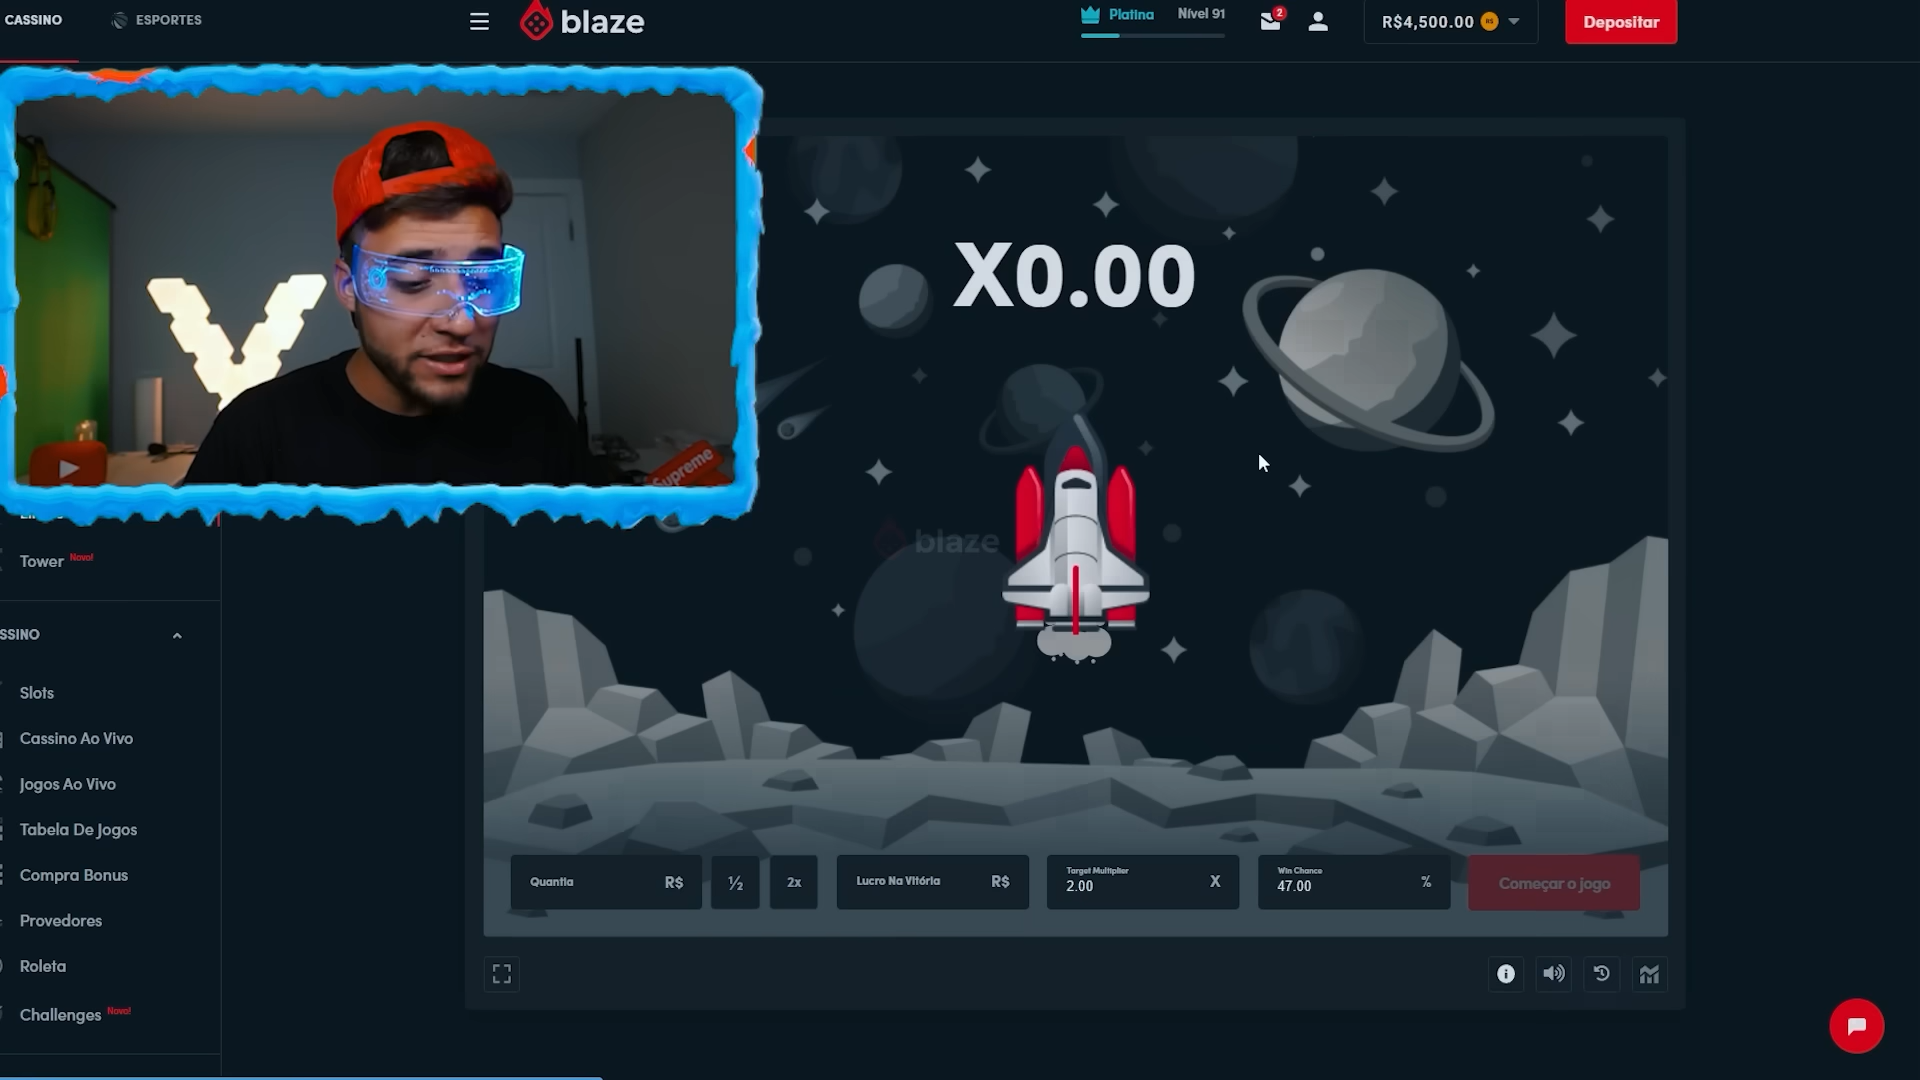 CASSINO
ESPORTES
blaze
Platina
Nível 91
2
R$4,500.00
Depositar
X0.00
Supreme
blaze
Tower Novo!
SSINO
Slots
Cassino Ao Vivo
Jogos Ao Vivo
Tabela De Jogos
Compra Bonus
Provedores
Roleta
Challenges Novo!
Quantia R$
½
2x
Lucro Na Vitória R$
Target Multiplier
2.00 X
Win Chance
47.00 %
Começar o jogo